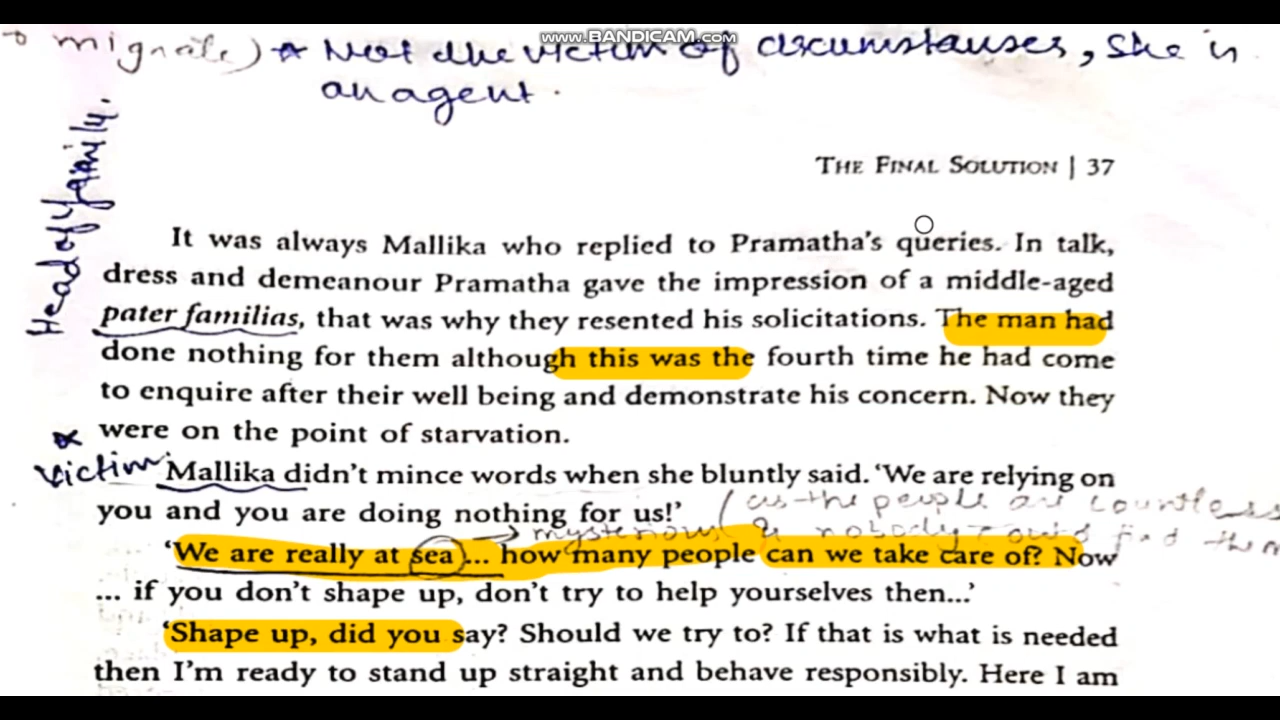 WWW.BANDICAM.COM
migrate) * Not the victim of circumstauses, she is
an agent.
Head of family.
THE FINAL SOLUTION | 37
It was always Mallika who replied to Pramatha's queries. In talk,
dress and demeanour Pramatha gave the impression of a middle-aged
pater familias, that was why they resented his solicitations. The man had
done nothing for them although this was the fourth time he had come
to enquire after their well being and demonstrate his concern. Now they
were on the point of starvation.
victim
Mallika didn't mince words when she bluntly said. 'We are relying on
you and you are doing nothing for us!'
(as the people are countless
mysterious & nobody could find them
'We are really at sea ... how many people can we take care of? Now
... if you don't shape up, don't try to help yourselves then...'
'Shape up, did you say? Should we try to? If that is what is needed
then I'm ready to stand up straight and behave responsibly. Here I am